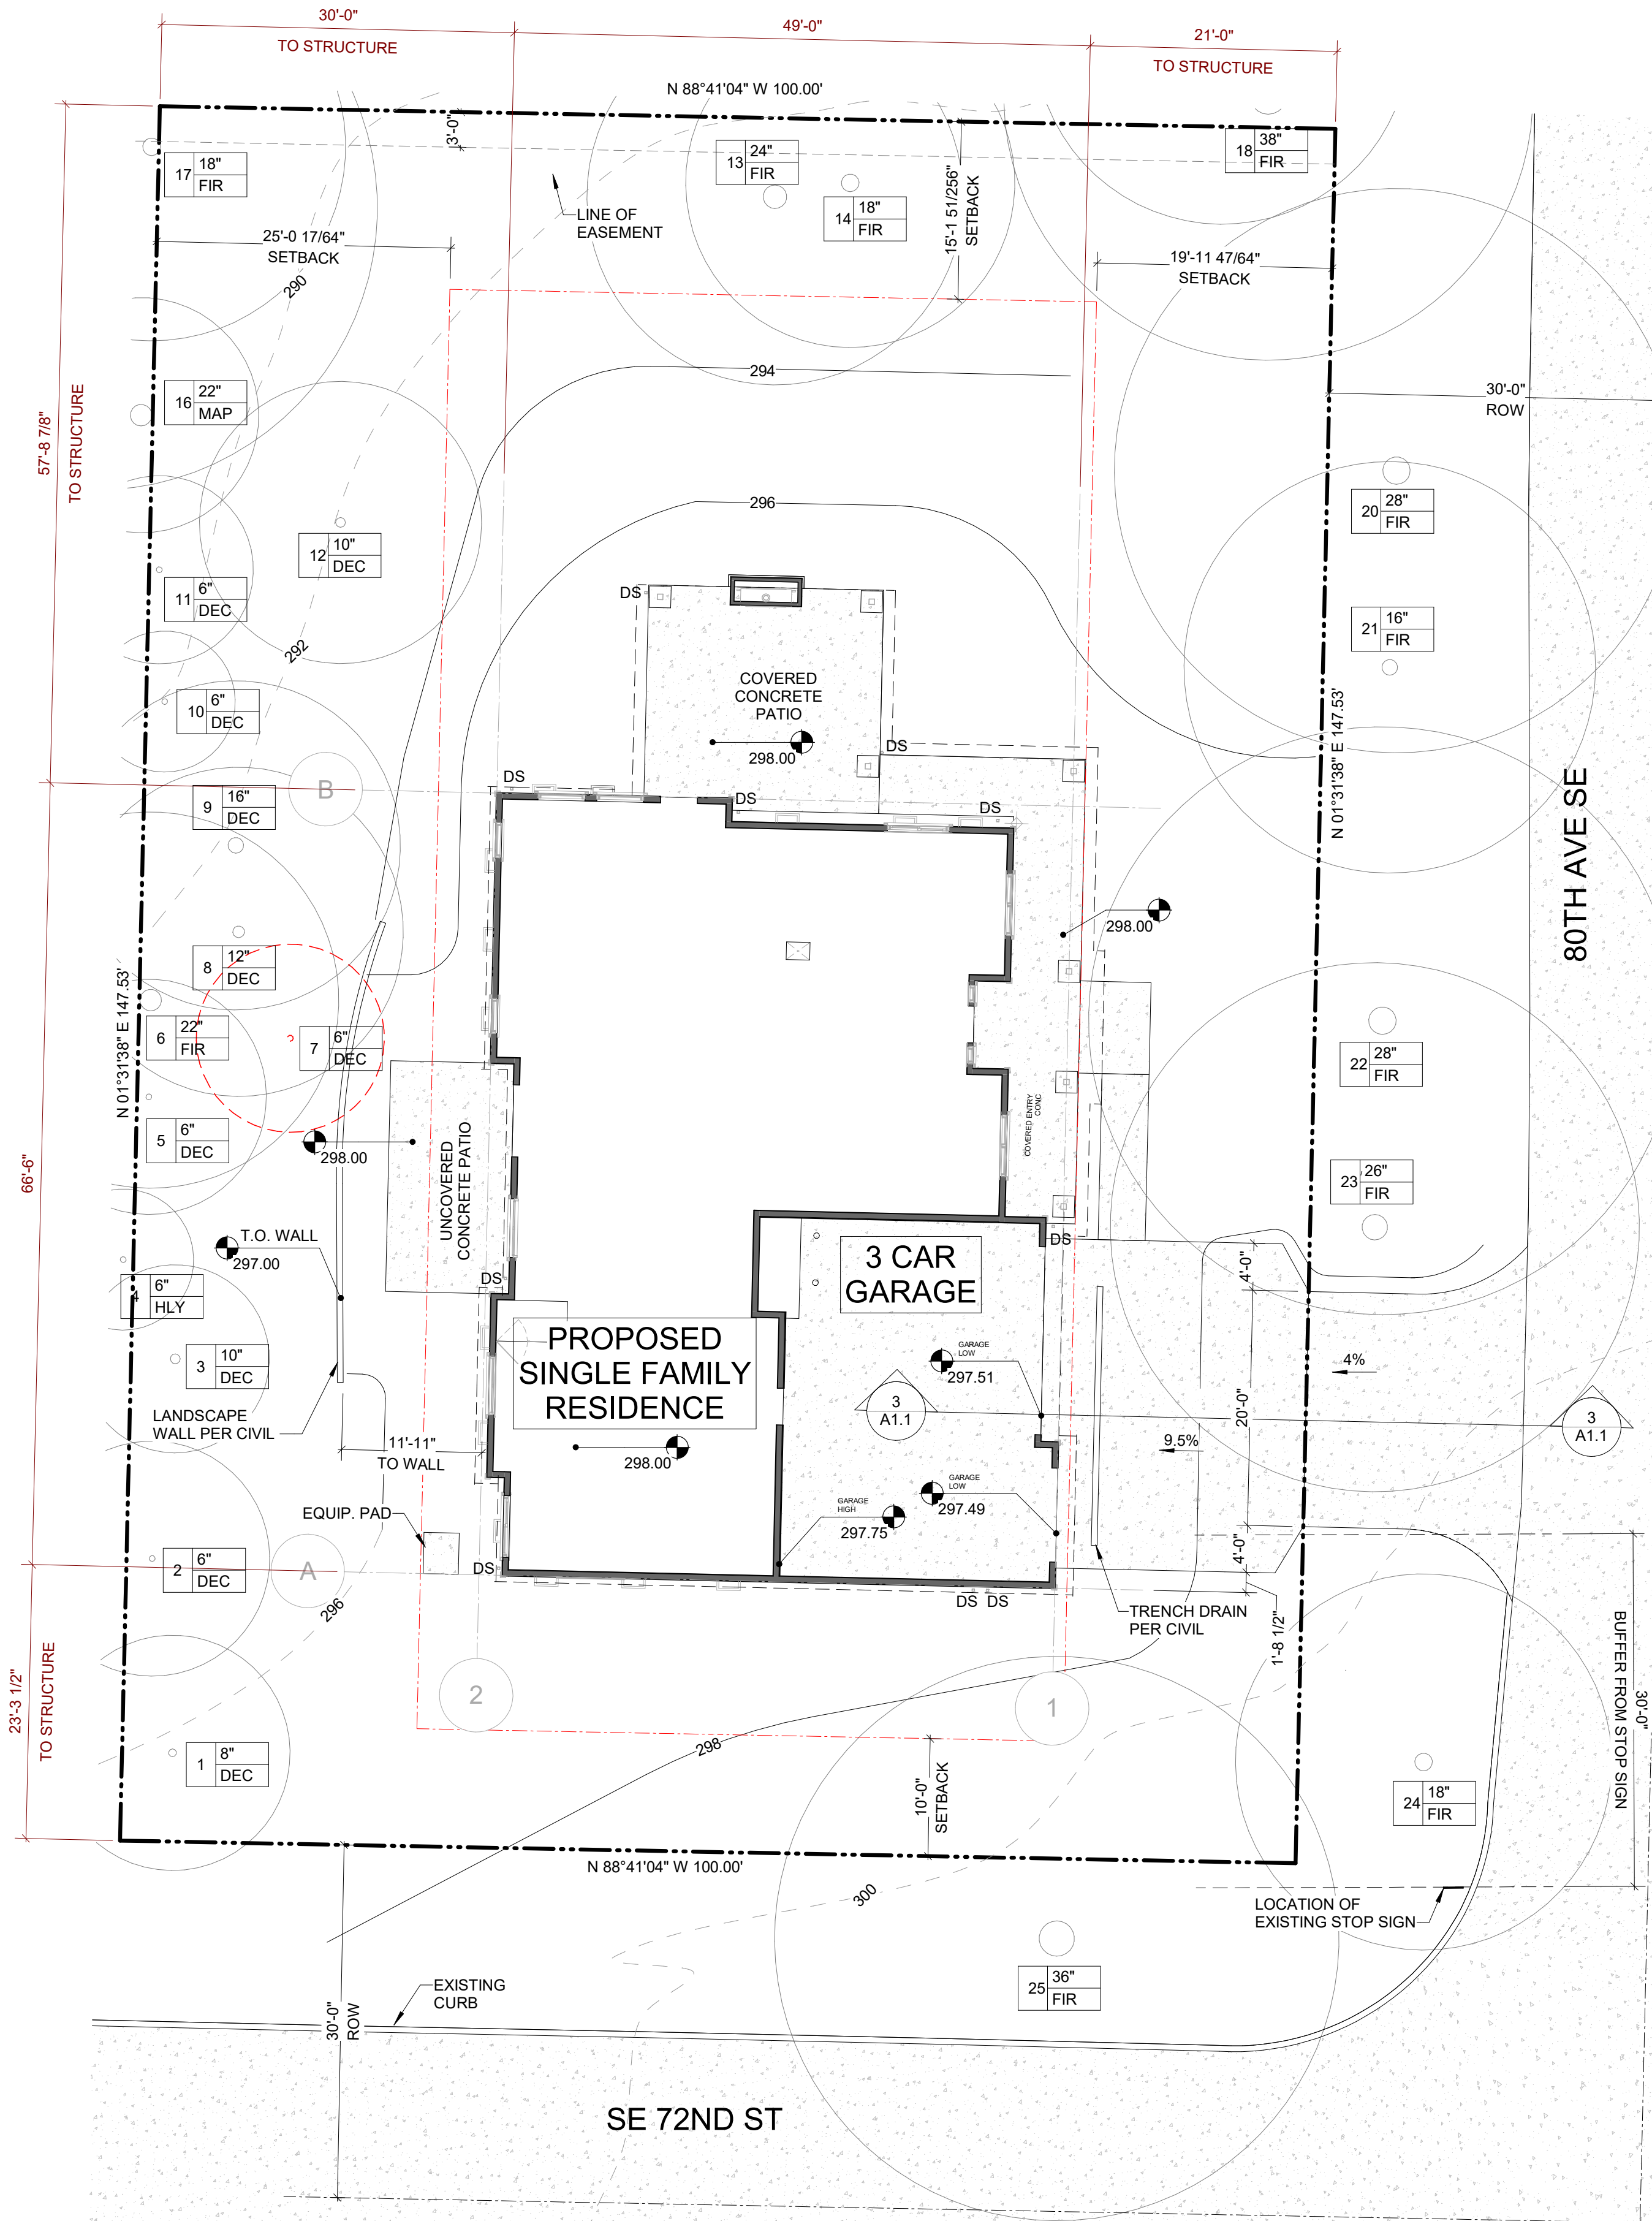 30'-0"
TO STRUCTURE
49'-0"
21'-0"
TO STRUCTURE
N 88°41'04" W 100.00'
3'-0"
17
18"
FIR
13
24"
FIR
14
18"
FIR
18
38"
FIR
LINE OF
EASEMENT
15'-1 51/256"
SETBACK
25'-0 17/64"
SETBACK
19'-11 47/64"
SETBACK
290
294
57'-8 7/8"
TO STRUCTURE
16
22"
MAP
30'-0"
ROW
296
20
28"
FIR
12
10"
DEC
11
6"
DEC
DS
21
16"
FIR
292
10
6"
DEC
COVERED
CONCRETE
PATIO
298.00
DS
N 01°31'38" E 147.53'
80TH AVE SE
B
DS
9
16"
DEC
DS
DS
298.00
8
12"
DEC
N 01°31'38" E 147.53'
6
22"
FIR
7
6"
DEC
22
28"
FIR
5
6"
DEC
298.00
UNCOVERED
CONCRETE PATIO
COVERED ENTRY
CONC
23
26"
FIR
66'-6"
T.O. WALL
297.00
DS
DS
3 CAR
GARAGE
4'-0"
4
6"
HLY
PROPOSED
SINGLE FAMILY
RESIDENCE
3
10"
DEC
GARAGE
LOW
297.51
4%
3
A1.1
20'-0"
3
A1.1
LANDSCAPE
WALL PER CIVIL
11'-11"
TO WALL
298.00
9.5%
EQUIP. PAD
GARAGE
LOW
297.49
GARAGE
HIGH
297.75
4'-0"
2
6"
DEC
A
DS
296
DS DS
TRENCH DRAIN
PER CIVIL
1'-8 1/2"
BUFFER FROM STOP SIGN
30'-0"
23'-3 1/2"
TO STRUCTURE
2
1
1
8"
DEC
298
10'-0"
SETBACK
24
18"
FIR
N 88°41'04" W 100.00'
300
LOCATION OF
EXISTING STOP SIGN
25
36"
FIR
EXISTING
CURB
30'-0"
ROW
SE 72ND ST